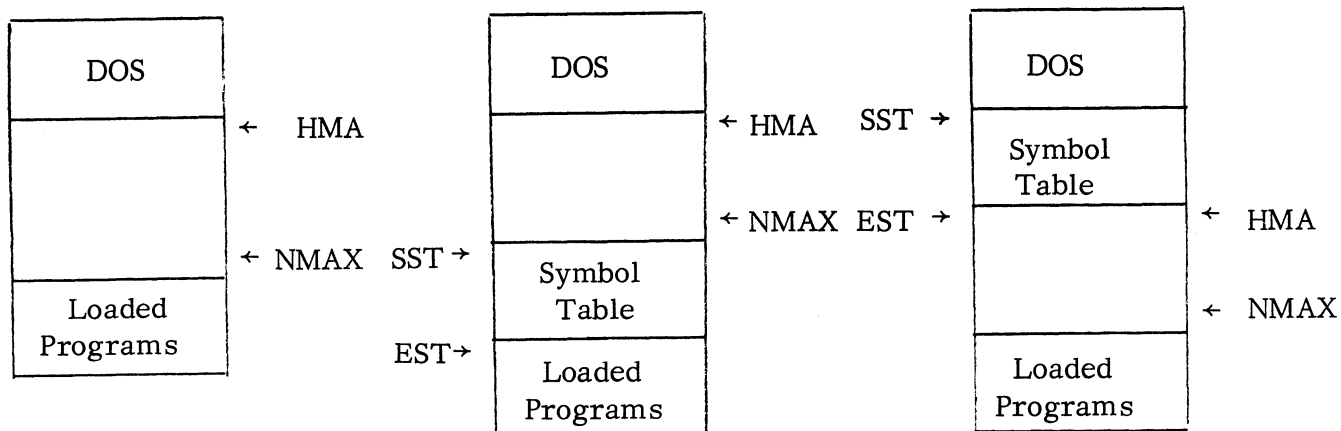 DOS
← HMA
← NMAX
Loaded
Programs
DOS
← HMA
← NMAX
SST →
Symbol
Table
EST→
Loaded
Programs
DOS
SST →
Symbol
Table
EST →
← HMA
← NMAX
Loaded
Programs